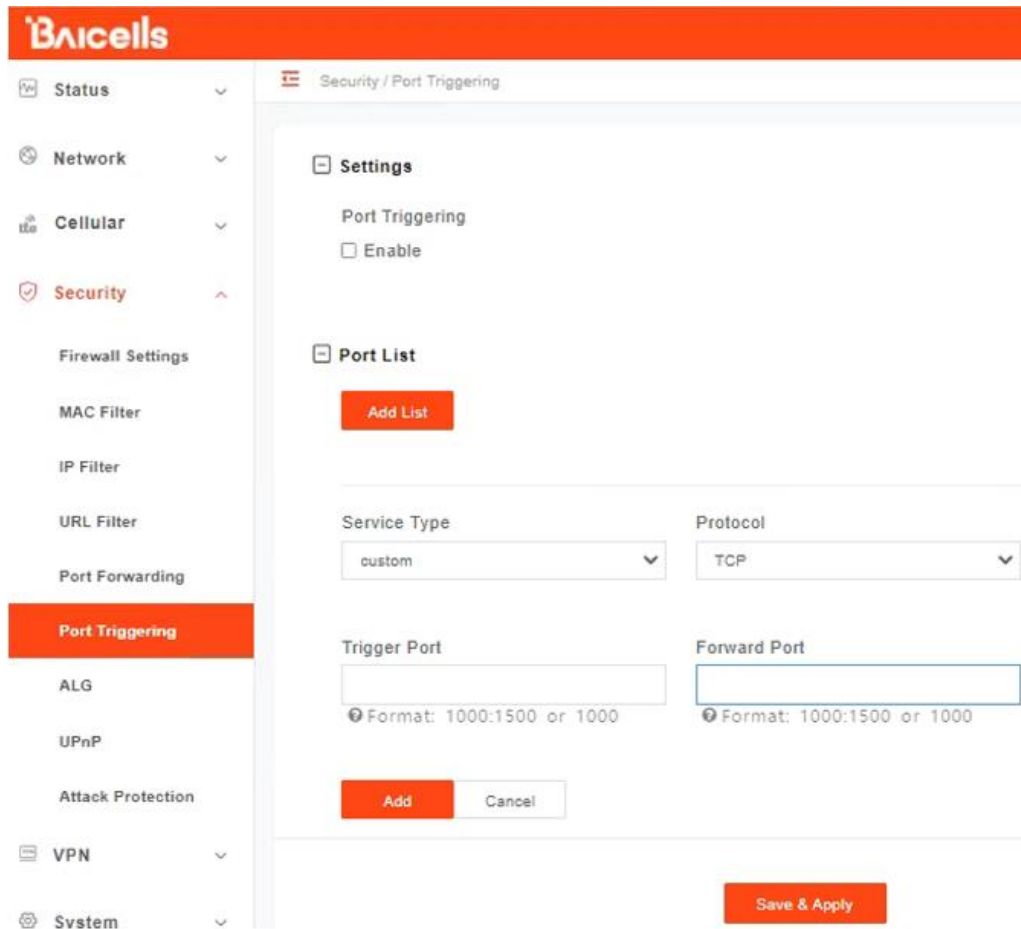 Baicells
Status
Network
Cellular
Security
Firewall Settings
MAC Filter
IP Filter
URL Filter
Port Forwarding
Port Triggering
ALG
UPnP
Attack Protection
VPN
System
Security / Port Triggering
Settings
Port Triggering
Enable
Port List
Add List
Service Type Protocol
custom TCP
Trigger Port Forward Port
Format: 1000:1500 or 1000 Format: 1000:1500 or 1000
Add Cancel
Save & Apply